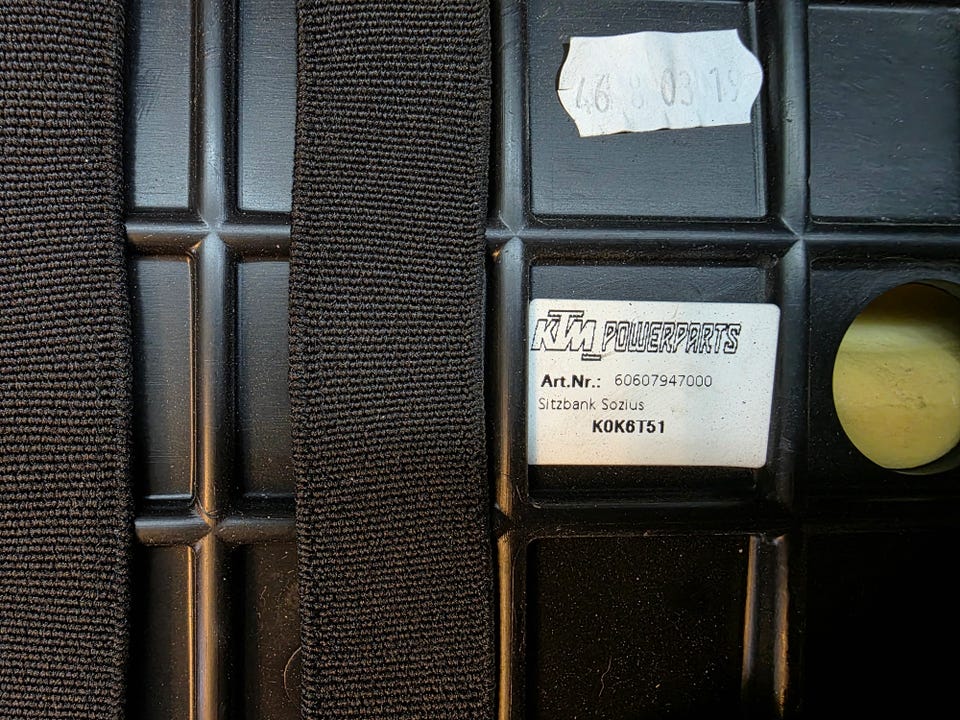 46 8 03 19
KTM POWERPARTS
Art.Nr.: 60607947000
Sitzbank Sozius
K0K6T51